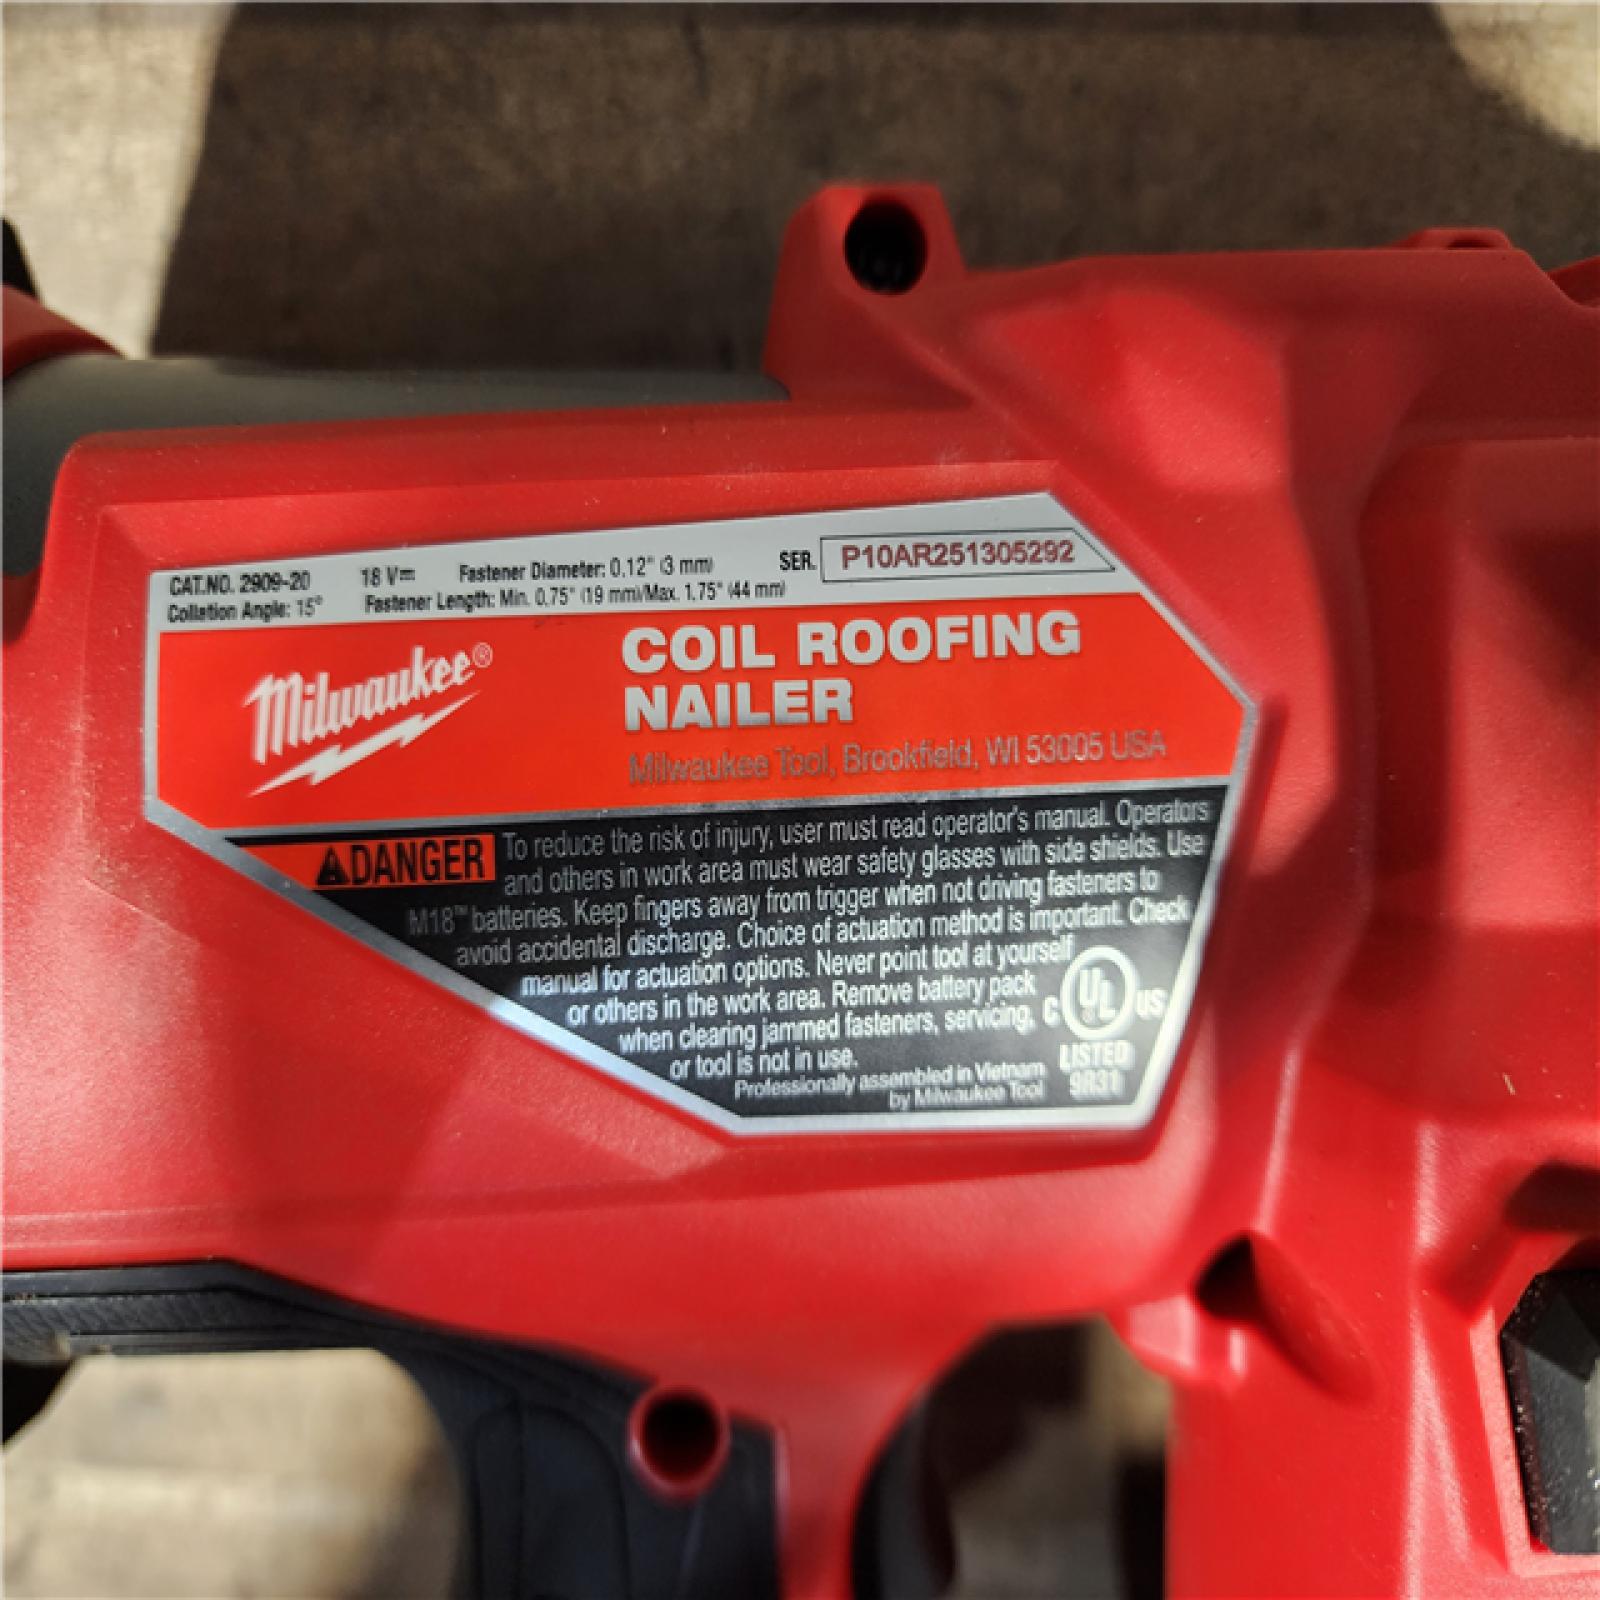 CAT.NO. 2909-20 18 V⎓ Fastener Diameter: 0.12" (3 mm) SER. P10AR251305292
Collation Angle: 15° Fastener Length: Min. 0.75" (19 mm)/Max. 1.75" (44 mm)
Milwaukee®
COIL ROOFING
NAILER
Milwaukee Tool, Brookfield, WI 53005 USA
⚠DANGER To reduce the risk of injury, user must read operator's manual. Operators
and others in work area must wear safety glasses with side shields. Use
M18™ batteries. Keep fingers away from trigger when not driving fasteners to
avoid accidental discharge. Choice of actuation method is important. Check
manual for actuation options. Never point tool at yourself
or others in the work area. Remove battery pack
when clearing jammed fasteners, servicing,
or tool is not in use.
C UL ® US
LISTED
9R31
Professionally assembled in Vietnam
by Milwaukee Tool